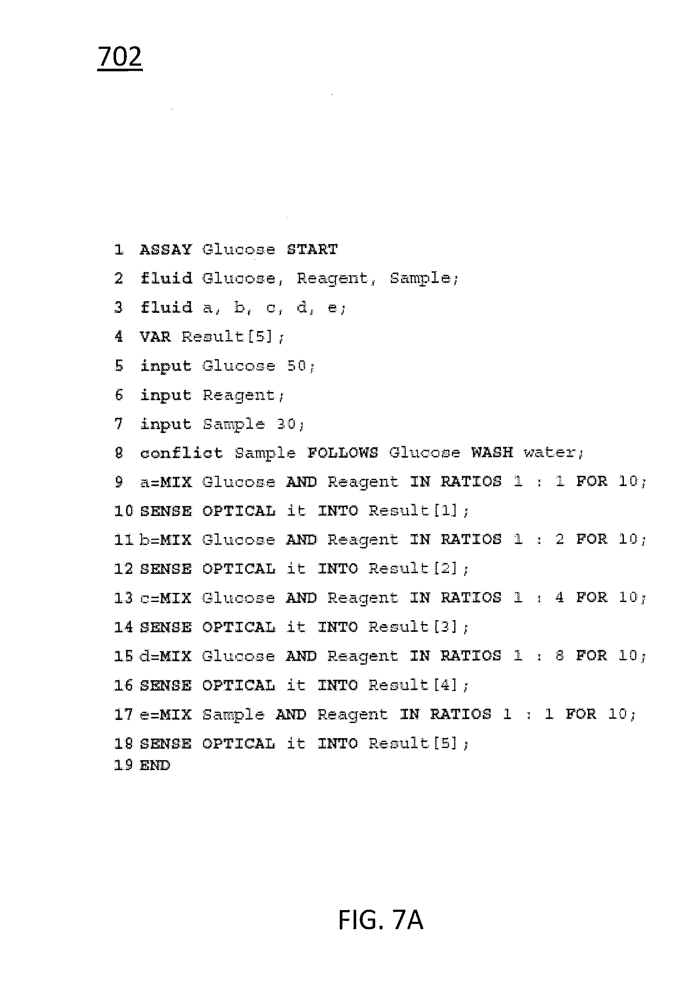 702
1 ASSAY Glucose START
2 fluid Glucose, Reagent, Sample;
3 fluid a, b, c, d, e;
4 VAR Result[5];
5 input Glucose 50;
6 input Reagent;
7 input Sample 30;
8 conflict Sample FOLLOWS Glucose WASH water;
9 a=MIX Glucose AND Reagent IN RATIOS 1 : 1 FOR 10;
10 SENSE OPTICAL it INTO Result[1];
11 b=MIX Glucose AND Reagent IN RATIOS 1 : 2 FOR 10;
12 SENSE OPTICAL it INTO Result[2];
13 c=MIX Glucose AND Reagent IN RATIOS 1 : 4 FOR 10;
14 SENSE OPTICAL it INTO Result[3];
15 d=MIX Glucose AND Reagent IN RATIOS 1 : 8 FOR 10;
16 SENSE OPTICAL it INTO Result[4];
17 e=MIX Sample AND Reagent IN RATIOS 1 : 1 FOR 10;
18 SENSE OPTICAL it INTO Result[5];
19 END
FIG. 7A